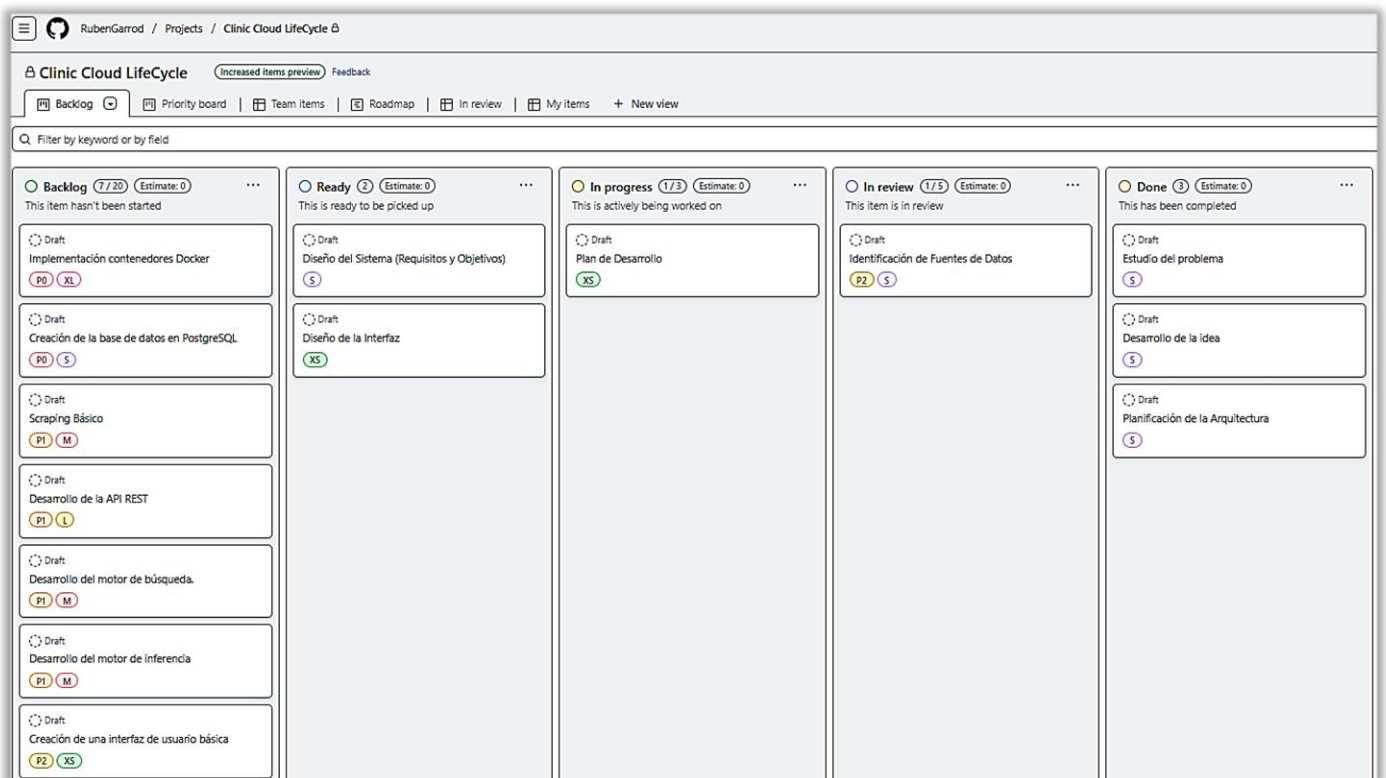 RubenGarrod / Projects / Clinic Cloud LifeCycle
Clinic Cloud LifeCycle Increased items preview Feedback
Backlog Priority board Team items Roadmap In review My items + New view
Filter by keyword or by field
Backlog 7 / 20 Estimate: 0 ...
This item hasn't been started
Draft
Implementación contenedores Docker
P0 XL
Draft
Creación de la base de datos en PostgreSQL
P0 S
Draft
Scraping Básico
P1 M
Draft
Desarrollo de la API REST
P1 L
Draft
Desarrollo del motor de búsqueda.
P1 M
Draft
Desarrollo del motor de inferencia
P1 M
Draft
Creación de una interfaz de usuario básica
P2 XS
Ready 2 Estimate: 0 ...
This is ready to be picked up
Draft
Diseño del Sistema (Requisitos y Objetivos)
S
Draft
Diseño de la Interfaz
XS
In progress 1 / 3 Estimate: 0 ...
This is actively being worked on
Draft
Plan de Desarrollo
XS
In review 1 / 5 Estimate: 0 ...
This item is in review
Draft
Identificación de Fuentes de Datos
P2 S
Done 3 Estimate: 0 ...
This has been completed
Draft
Estudio del problema
S
Draft
Desarrollo de la idea
S
Draft
Planificación de la Arquitectura
S